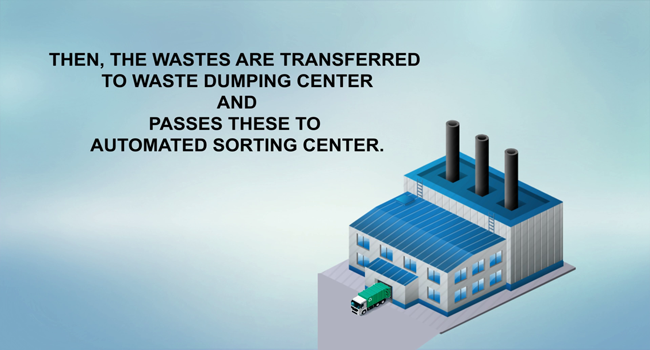 THEN, THE WASTES ARE TRANSFERRED
TO WASTE DUMPING CENTER
AND
PASSES THESE TO
AUTOMATED SORTING CENTER.